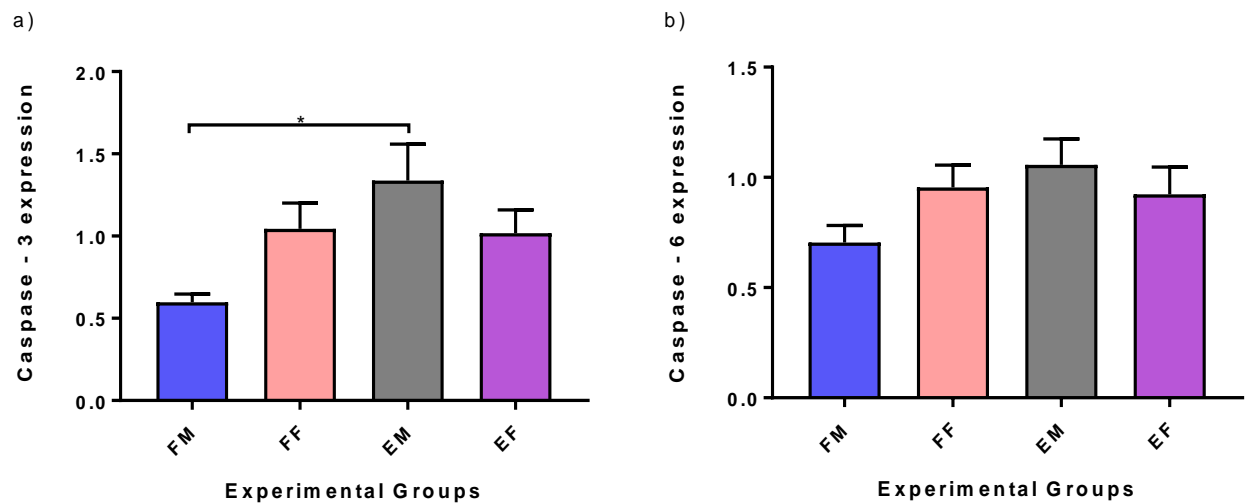 a)
Caspase - 3 expression
2.0
1.5
1.0
0.5
0.0
*
FM
FF
EM
EF
Experimental Groups
b)
Caspase - 6 expression
1.5
1.0
0.5
0.0
FM
FF
EM
EF
Experimental Groups